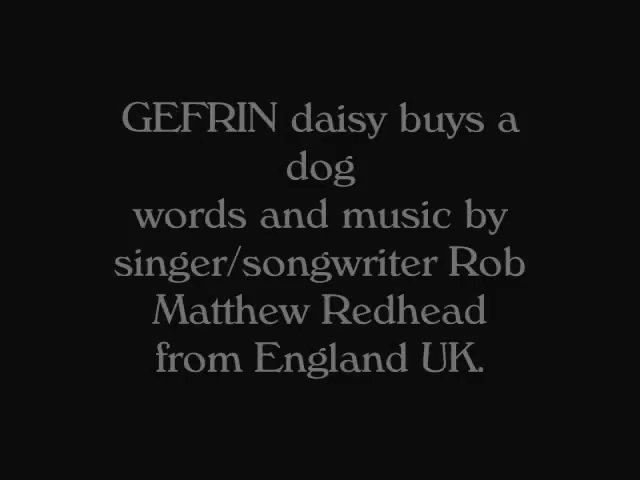 GEFRIN daisy buys a
dog
words and music by
singer/songwriter Rob
Matthew Redhead
from England UK.